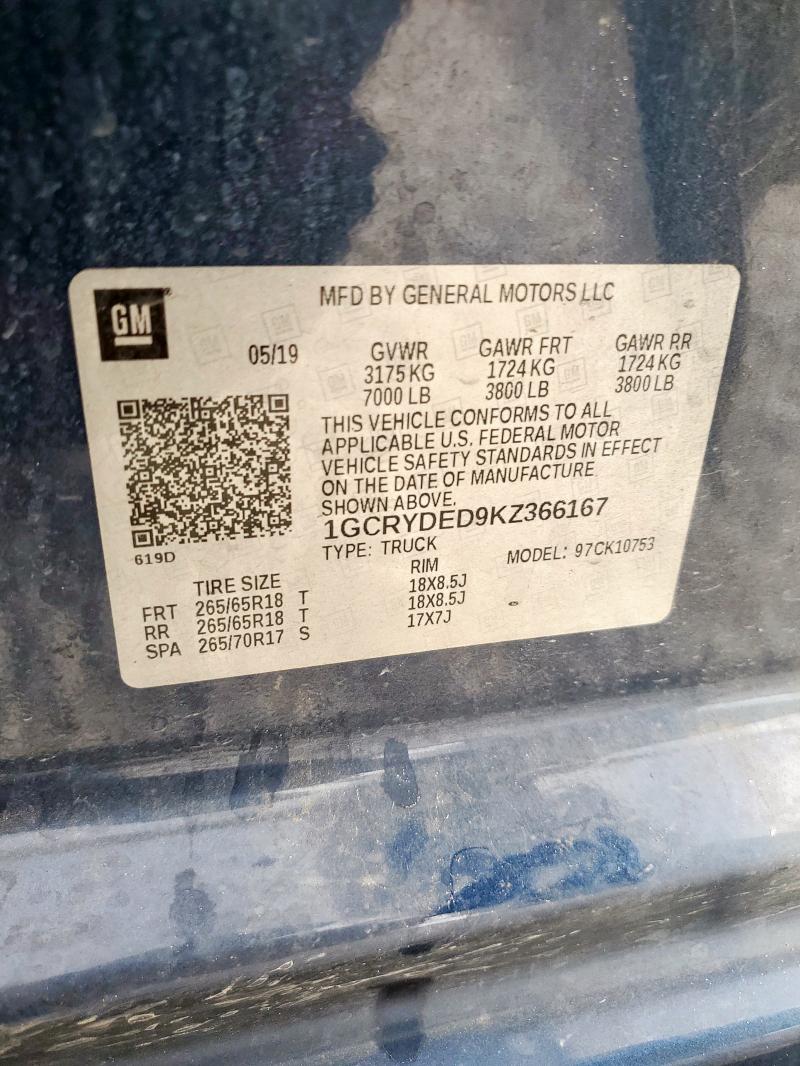 GM
MFD BY GENERAL MOTORS LLC
05/19
GVWR GAWR FRT GAWR RR
3175 KG 1724 KG 1724 KG
7000 LB 3800 LB 3800 LB
THIS VEHICLE CONFORMS TO ALL
APPLICABLE U.S. FEDERAL MOTOR
VEHICLE SAFETY STANDARDS IN EFFECT
ON THE DATE OF MANUFACTURE
SHOWN ABOVE.
1GCRYDED9KZ366167
619D
TYPE: TRUCK MODEL: 97CK10753
TIRE SIZE RIM
FRT 265/65R18 T 18X8.5J
RR 265/65R18 T 18X8.5J
SPA 265/70R17 S 17X7J